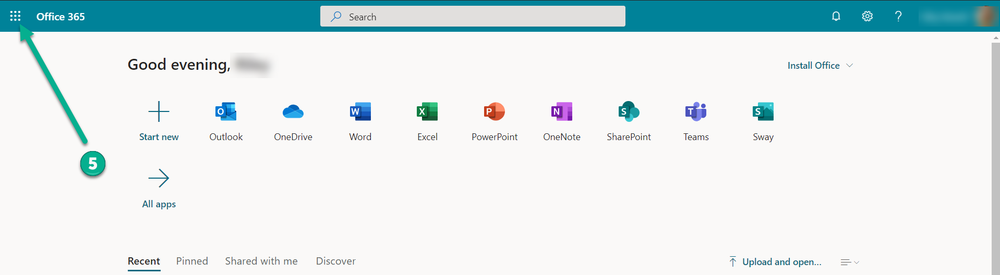 Office 365
Search
?
Good evening,
Install Office
Start new
Outlook
OneDrive
Word
Excel
PowerPoint
OneNote
SharePoint
Teams
Sway
5
All apps
Recent Pinned Shared with me Discover
Upload and open...